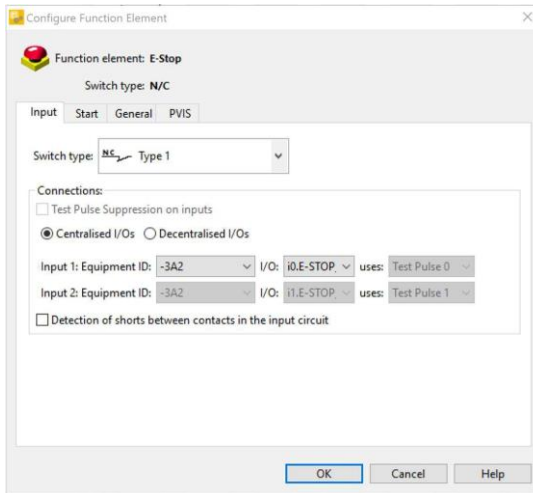 Configure Function Element
Function element: E-Stop
Switch type: N/C
Input Start General PVIS
Switch type: NC Type 1
Connections:
Test Pulse Suppression on inputs
Centralised I/Os Decentralised I/Os
Input 1: Equipment ID: -3A2 I/O: i0.E-STOP_ uses: Test Pulse 0
Input 2: Equipment ID: -3A2 I/O: i1.E-STOP_ uses: Test Pulse 1
Detection of shorts between contacts in the input circuit
OK Cancel Help